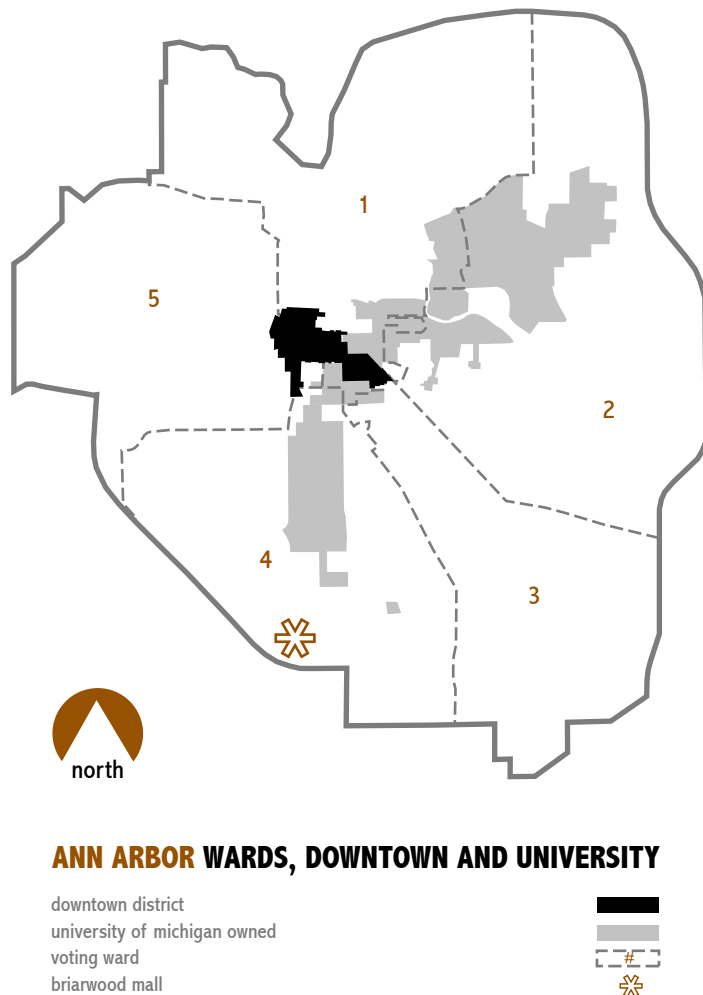 1
5
2
4
3
north
ANN ARBOR WARDS, DOWNTOWN AND UNIVERSITY
downtown district
university of michigan owned
voting ward
#
briarwood mall